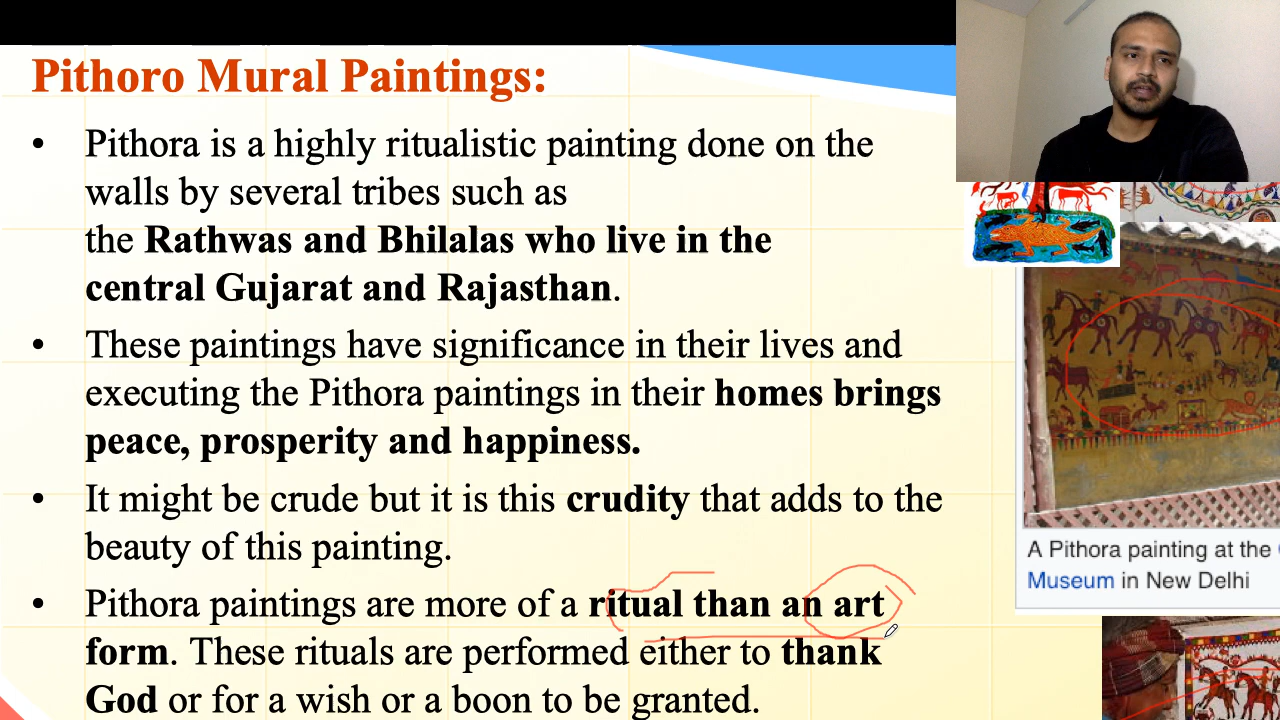 Pithoro Mural Paintings:
• Pithora is a highly ritualistic painting done on the
walls by several tribes such as
the Rathwas and Bhilalas who live in the
central Gujarat and Rajasthan.
• These paintings have significance in their lives and
executing the Pithora paintings in their homes brings
peace, prosperity and happiness.
• It might be crude but it is this crudity that adds to the
beauty of this painting.
• Pithora paintings are more of a ritual than an art
form. These rituals are performed either to thank
God or for a wish or a boon to be granted.
A Pithora painting at the
Museum in New Delhi